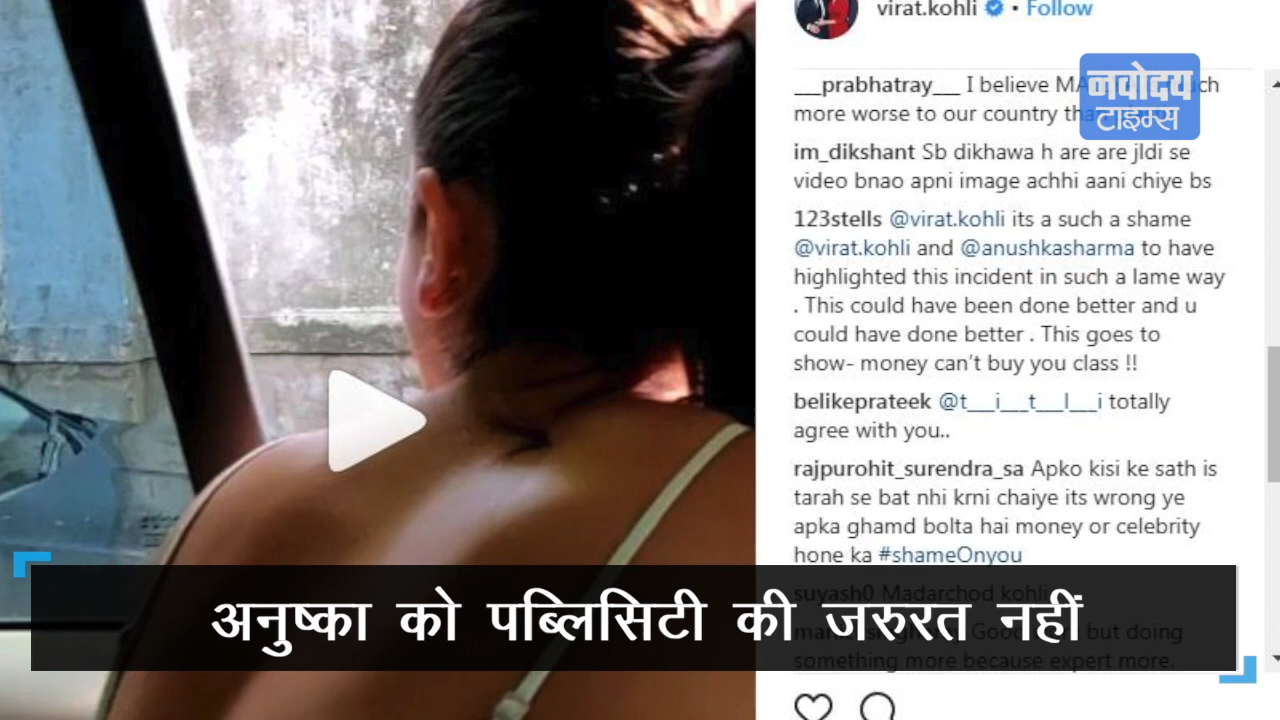 virat.kohli • Follow
नवोदय
टाइम्स
___prabhatray___ I believe
more worse to our country
im_dikshant Sb dikhawa h are are jldi se
video bnao apni image achhi aani chiye bs
123stells @virat.kohli its a such a shame
@virat.kohli and @anushkasharma to have
highlighted this incident in such a lame way
. This could have been done better and u
could have done better . This goes to
show- money can't buy you class !!
belikeprateek @t___i___t___l___i totally
agree with you..
rajpurohit_surendra_sa Apko kisi ke sath is
tarah se bat nhi krni chaiye its wrong ye
apka ghamd bolta hai money or celebrity
hone ka #shameOnyou
suyash0 Madarchod kohli
but doing
something more because expert more.
अनुष्का को पब्लिसिटी की जरुरत नहीं